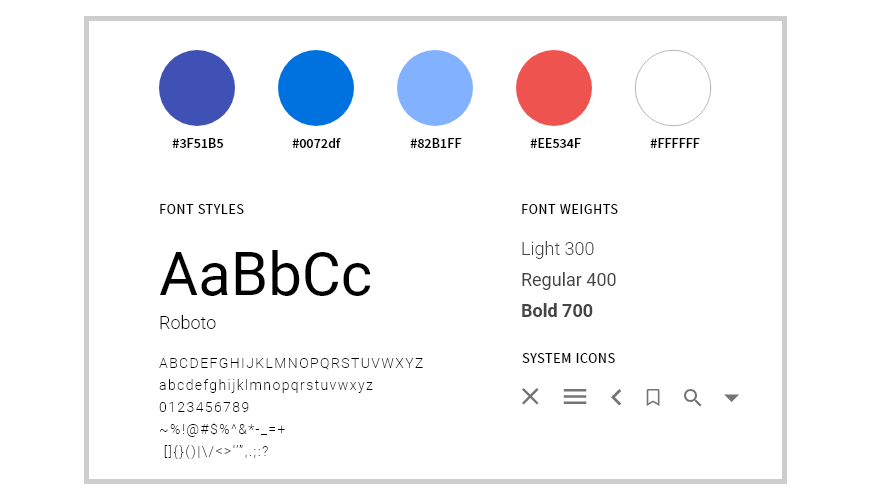 #3F51B5 #0072df #82B1FF #EE534F #FFFFFF
FONT STYLES
AaBbCc
Roboto
ABCDEFGHIJKLMNOPQRSTUVWXYZ
abcdefghijklmnopqrstuvwxyz
0123456789
~%!@#$%^&*-_=+
[]{}()|\/<>‘’”,.;:?
FONT WEIGHTS
Light 300
Regular 400
Bold 700
SYSTEM ICONS